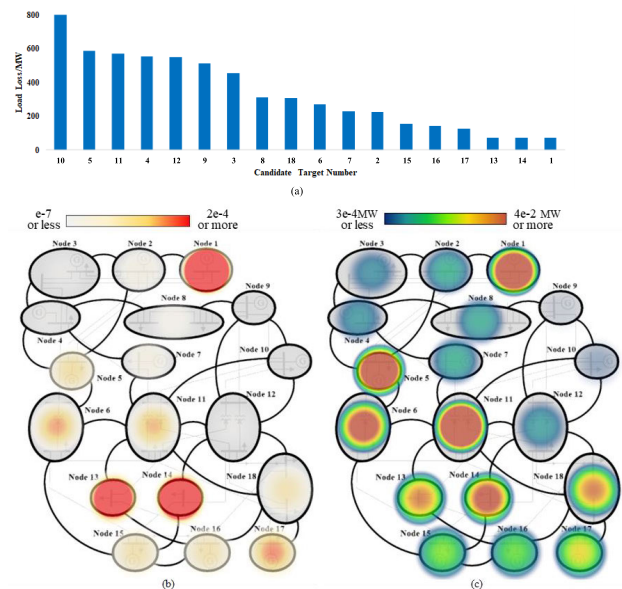 800
600
400
200
0
Load Loss/MW
10 5 11 4 12 9 3 8 18 6 7 2 15 16 17 13 14 1
Candidate Target Number
(a)
e-7
or less
2e-4
or more
Node 3
Node 2
Node 1
Node 8
Node 9
Node 4
Node 7
Node 10
Node 5
Node 6
Node 11
Node 12
Node 13
Node 14
Node 18
Node 15
Node 16
Node 17
(b)
3e-4MW
or less
4e-2 MW
or more
Node 3
Node 2
Node 1
Node 8
Node 9
Node 4
Node 7
Node 10
Node 5
Node 6
Node 11
Node 12
Node 13
Node 14
Node 18
Node 15
Node 16
Node 17
(c)